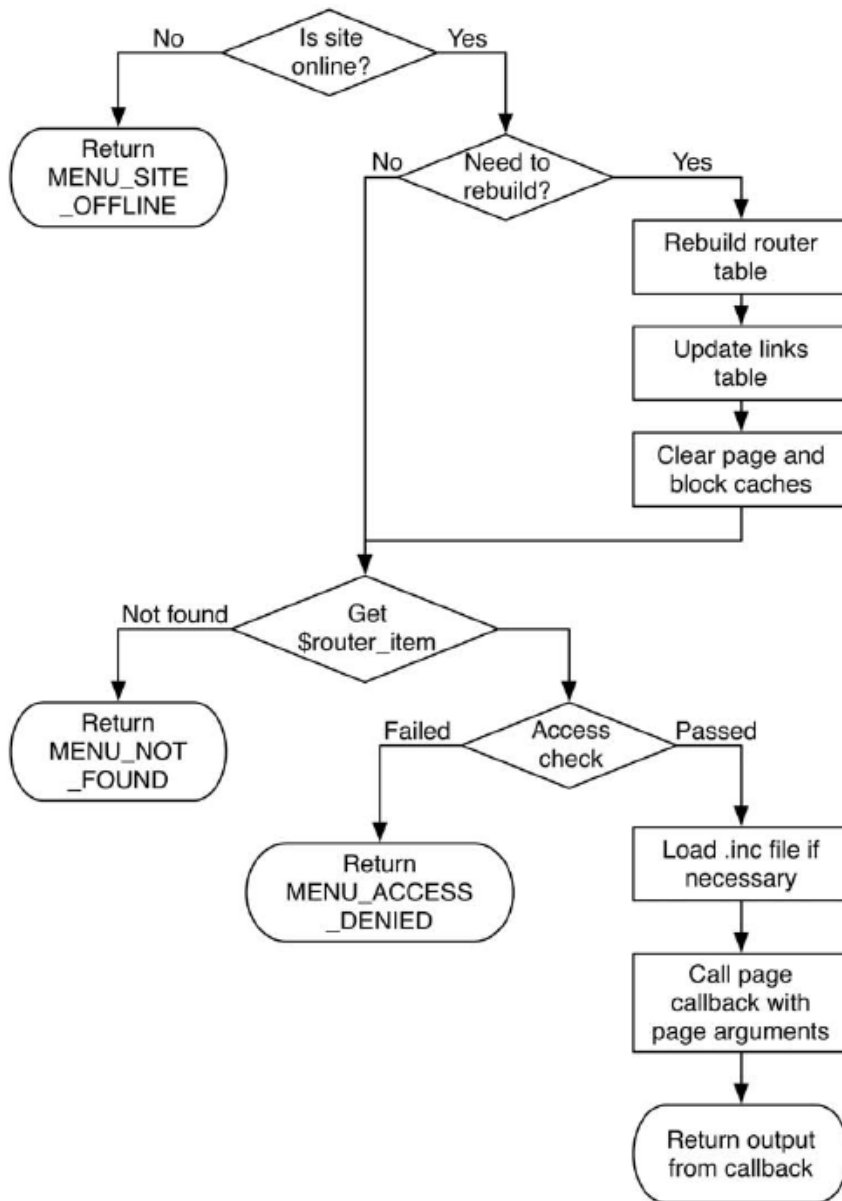 No
Is site
online?
Yes
Return
MENU_SITE
_OFFLINE
No
Need to
rebuild?
Yes
Rebuild router
table
Update links
table
Clear page and
block caches
Not found
Get
$router_item
Return
MENU_NOT
_FOUND
Failed
Access
check
Passed
Return
MENU_ACCESS
_DENIED
Load .inc file if
necessary
Call page
callback with
page arguments
Return output
from callback